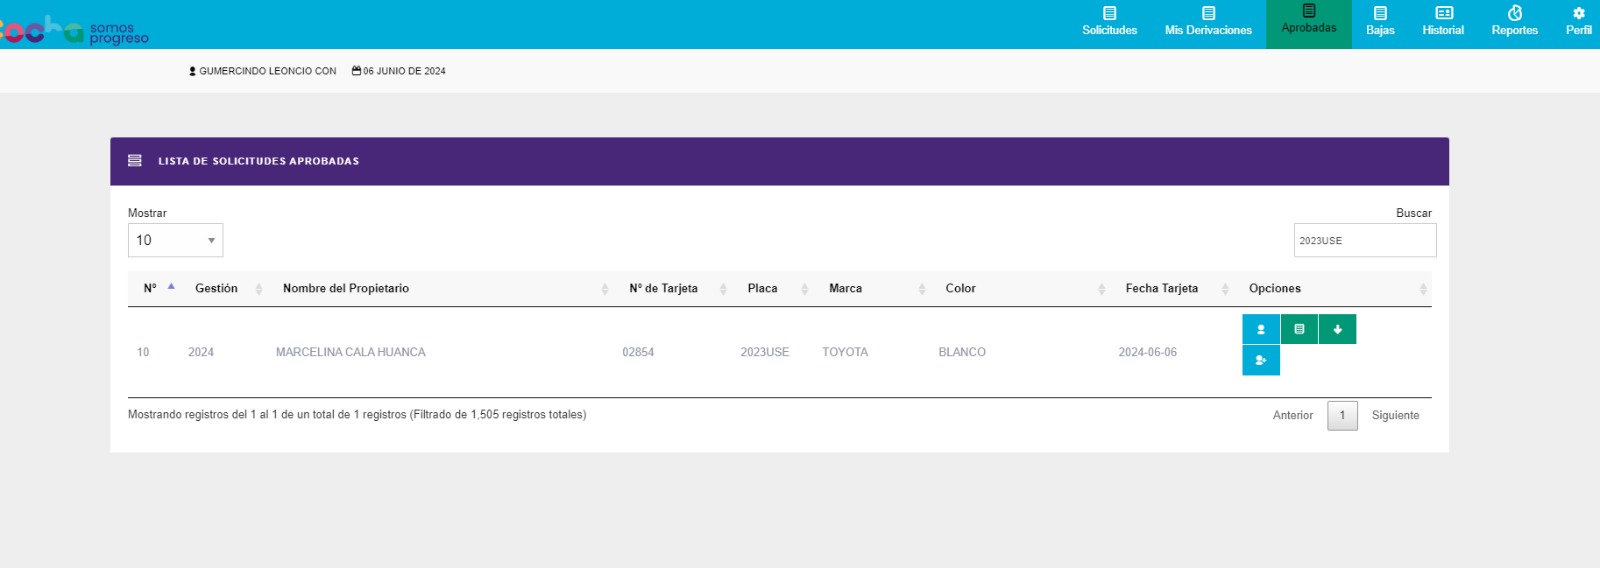 Cocha somos progreso
Solicitudes
Mis Derivaciones
Aprobadas
Bajas
Historial
Reportes
Perfil
GUMERCINDO LEONCIO CON
06 JUNIO DE 2024
LISTA DE SOLICITUDES APROBADAS
Mostrar
Buscar
10
2023USE
Nº Gestión Nombre del Propietario Nº de Tarjeta Placa Marca Color Fecha Tarjeta Opciones
10 2024 MARCELINA CALA HUANCA 02854 2023USE TOYOTA BLANCO 2024-06-06
Mostrando registros del 1 al 1 de un total de 1 registros (Filtrado de 1,505 registros totales)
Anterior 1 Siguiente